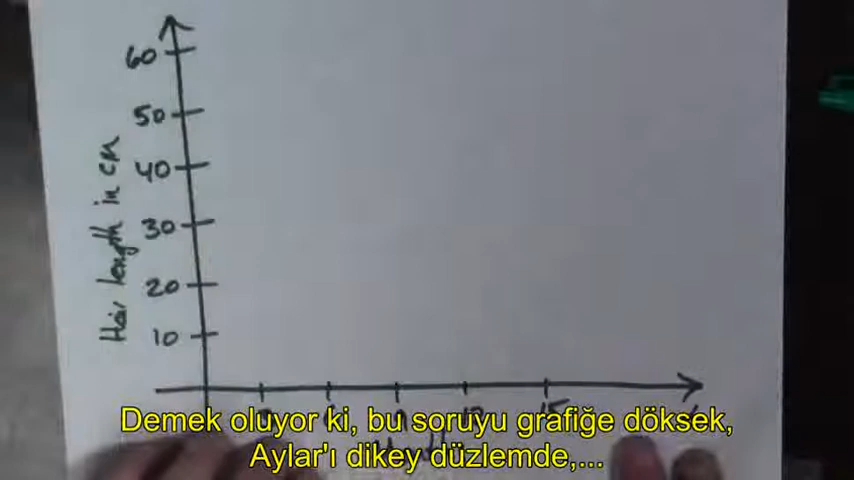 60
50
40
30
20
10
Hair length in cm
15
Demek oluyor ki, bu soruyu grafiğe döksek,
Aylar'ı dikey düzlemde,...